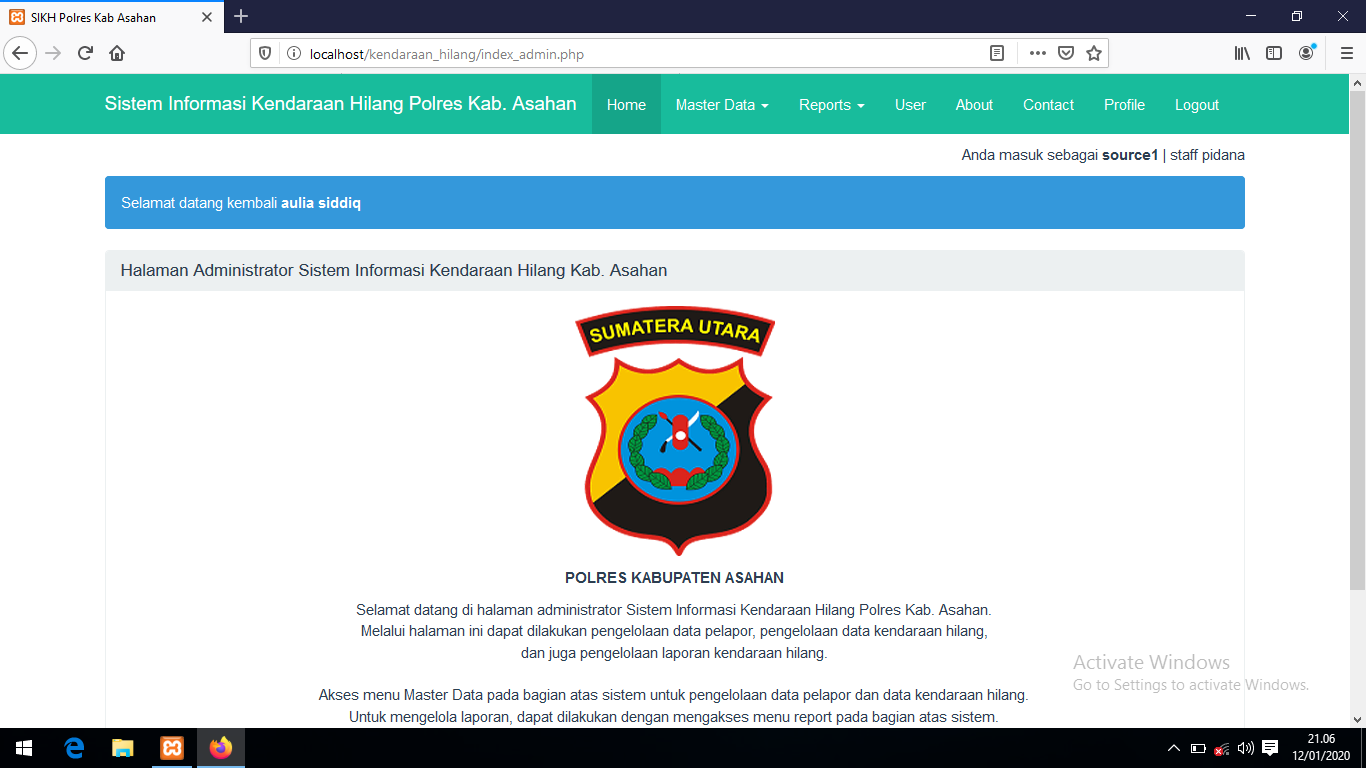 SIKH Polres Kab Asahan
localhost/kendaraan_hilang/index_admin.php
Sistem Informasi Kendaraan Hilang Polres Kab. Asahan Home Master Data Reports User About Contact Profile Logout
Anda masuk sebagai source1 | staff pidana
Selamat datang kembali aulia siddiq
Halaman Administrator Sistem Informasi Kendaraan Hilang Kab. Asahan
SUMATERA UTARA
POLRES KABUPATEN ASAHAN
Selamat datang di halaman administrator Sistem Informasi Kendaraan Hilang Polres Kab. Asahan.
Melalui halaman ini dapat dilakukan pengelolaan data pelapor, pengelolaan data kendaraan hilang,
dan juga pengelolaan laporan kendaraan hilang.
Akses menu Master Data pada bagian atas sistem untuk pengelolaan data pelapor dan data kendaraan hilang.
Untuk mengelola laporan, dapat dilakukan dengan mengakses menu report pada bagian atas sistem.
Activate Windows
Go to Settings to activate Windows.
21.06
12/01/2020